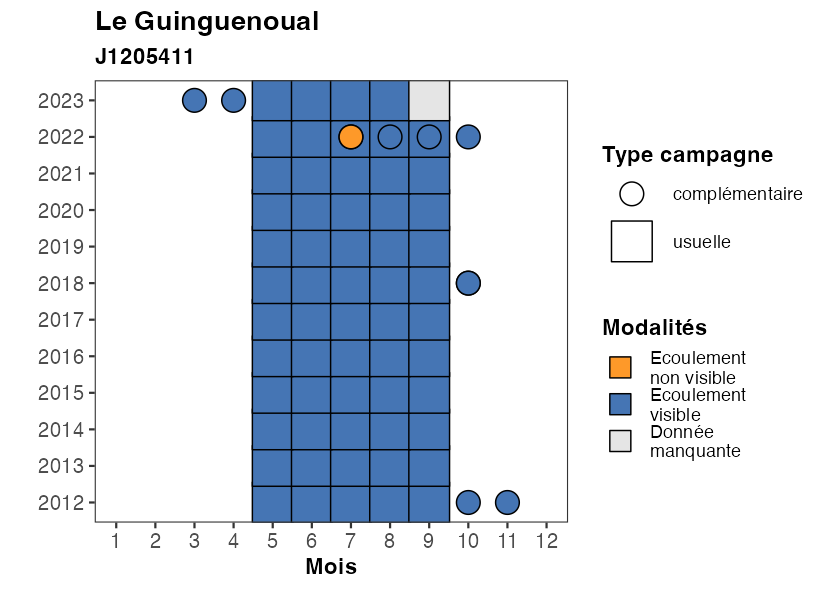 Le Guinguenoual
J1205411
2023
2022
2021
2020
2019
2018
2017
2016
2015
2014
2013
2012
1 2 3 4 5 6 7 8 9 10 11 12
Mois
Type campagne
complémentaire
usuelle
Modalités
Ecoulement
non visible
Ecoulement
visible
Donnée
manquante